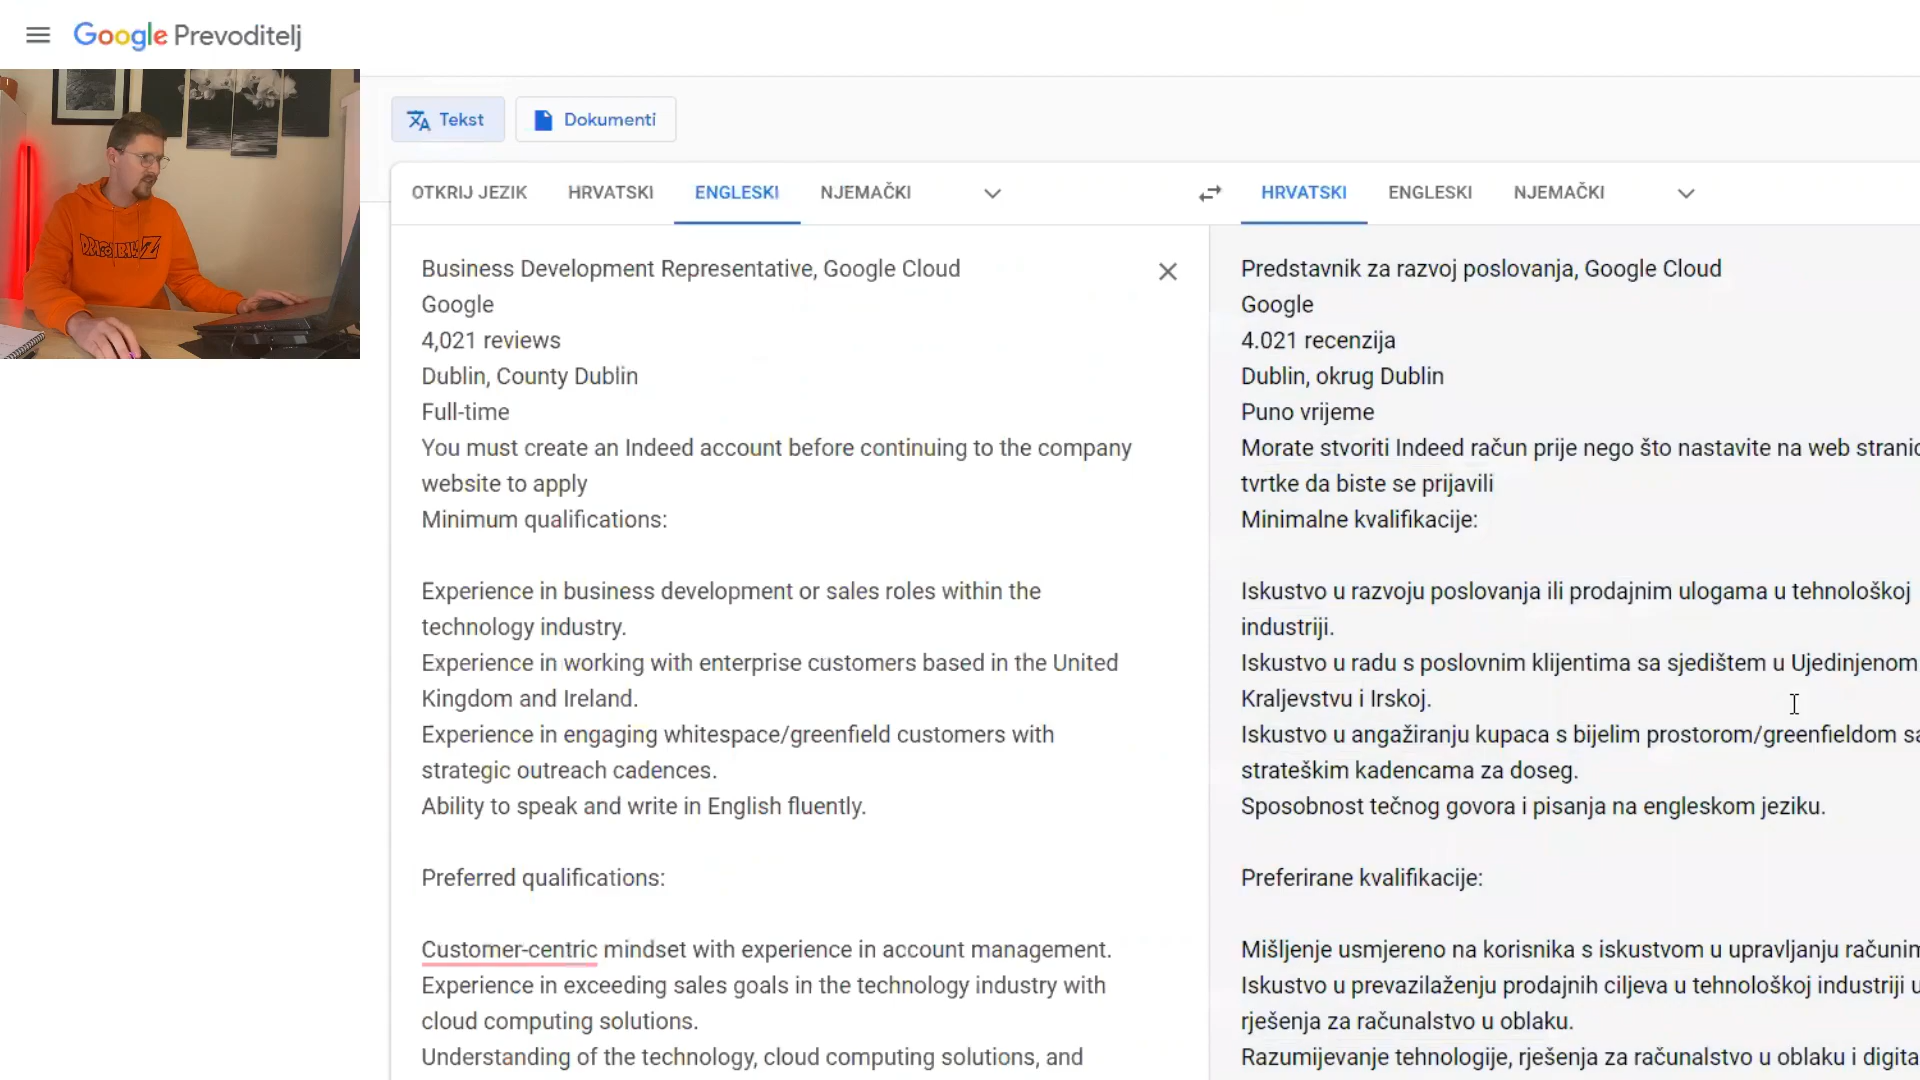 Google Prevoditelj
DRAGONBALL Z
Tekst
Dokumenti
OTKRIJ JEZIK
HRVATSKI
ENGLESKI
NJEMAČKI
HRVATSKI
ENGLESKI
NJEMAČKI
Business Development Representative, Google Cloud
Google
4,021 reviews
Dublin, County Dublin
Full-time
You must create an Indeed account before continuing to the company
website to apply
Minimum qualifications:
Experience in business development or sales roles within the
technology industry.
Experience in working with enterprise customers based in the United
Kingdom and Ireland.
Experience in engaging whitespace/greenfield customers with
strategic outreach cadences.
Ability to speak and write in English fluently.
Preferred qualifications:
Customer-centric mindset with experience in account management.
Experience in exceeding sales goals in the technology industry with
cloud computing solutions.
Understanding of the technology, cloud computing solutions, and
Predstavnik za razvoj poslovanja, Google Cloud
Google
4.021 recenzija
Dublin, okrug Dublin
Puno vrijeme
Morate stvoriti Indeed račun prije nego što nastavite na web stranic
tvrtke da biste se prijavili
Minimalne kvalifikacije:
Iskustvo u razvoju poslovanja ili prodajnim ulogama u tehnološkoj
industriji.
Iskustvo u radu s poslovnim klijentima sa sjedištem u Ujedinjenom
Kraljevstvu i Irskoj.
Iskustvo u angažiranju kupaca s bijelim prostorom/greenfieldom sa
strateškim kadencama za doseg.
Sposobnost tečnog govora i pisanja na engleskom jeziku.
Preferirane kvalifikacije:
Mišljenje usmjereno na korisnika s iskustvom u upravljanju računim
Iskustvo u prevazilaženju prodajnih ciljeva u tehnološkoj industriji u
rješenja za računalstvo u oblaku.
Razumijevanje tehnologije, rješenja za računalstvo u oblaku i digita